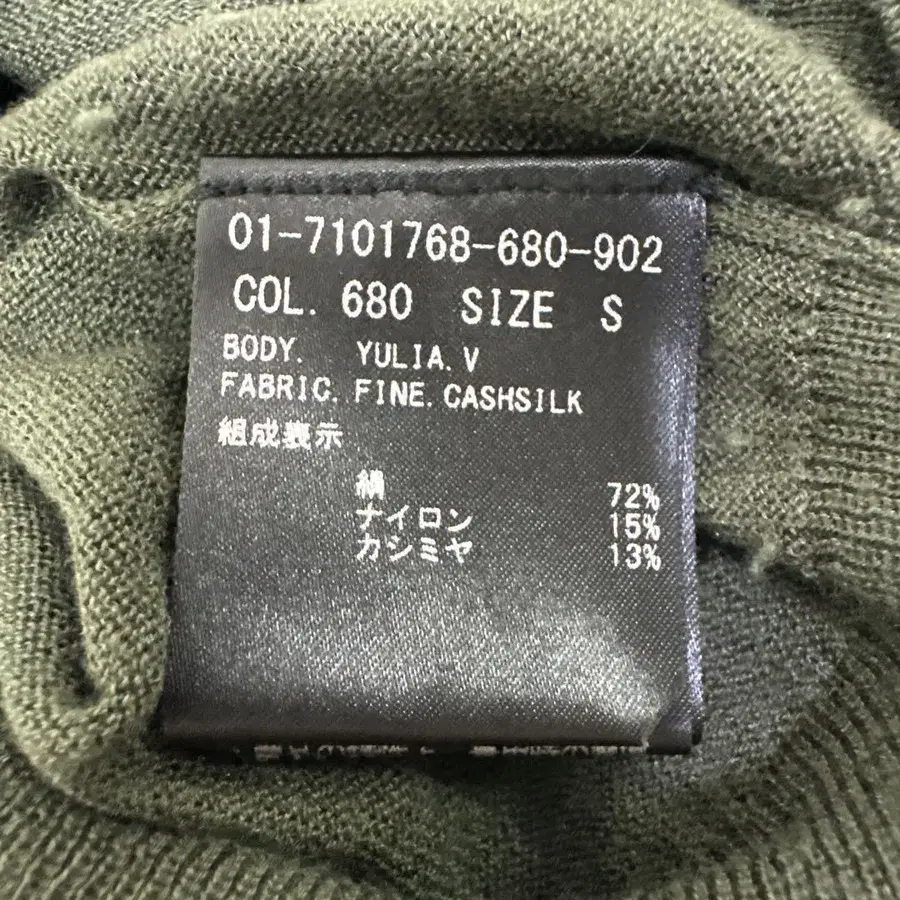 01-7101768-680-902
COL. 680 SIZE S
BODY. YULIA.V
FABRIC. FINE.CASHSILK
組成表示
絹 72%
ナイロン 15%
カシミヤ 13%